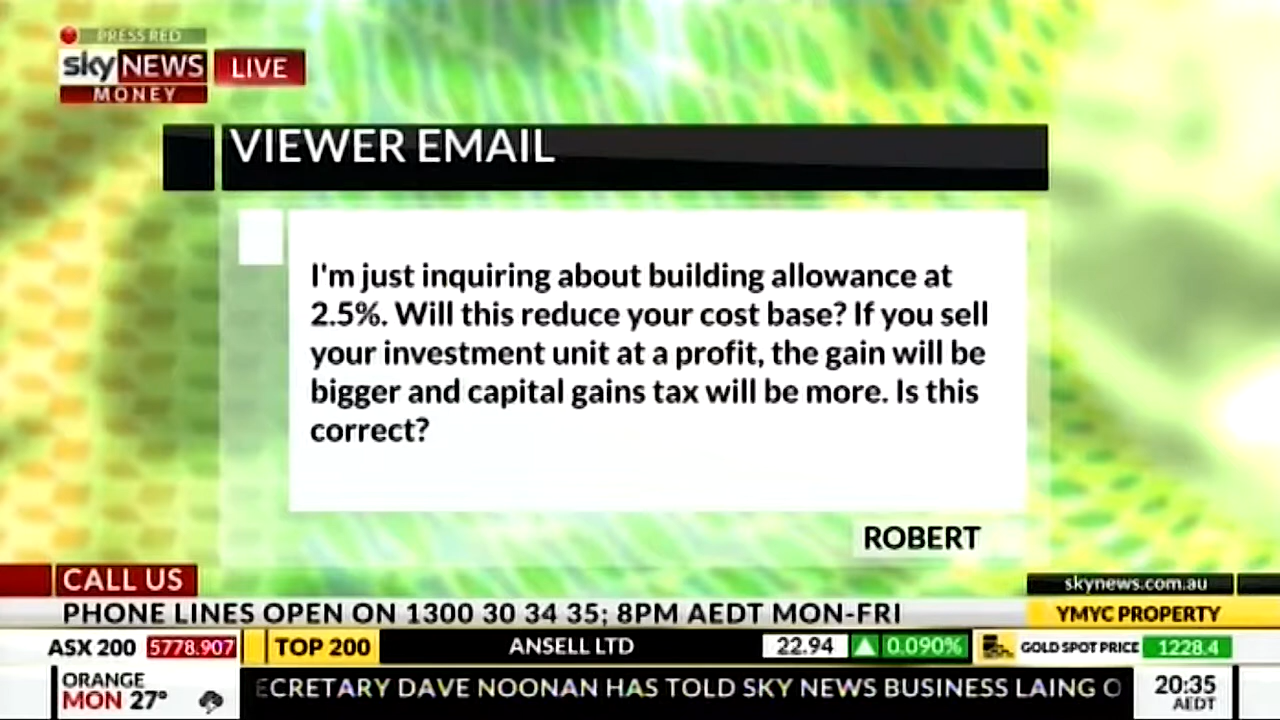 PRESS RED
sky NEWS LIVE
MONEY
VIEWER EMAIL
I'm just inquiring about building allowance at
2.5%. Will this reduce your cost base? If you sell
your investment unit at a profit, the gain will be
bigger and capital gains tax will be more. Is this
correct?
ROBERT
CALL US
skynews.com.au
PHONE LINES OPEN ON 1300 30 34 35; 8PM AEDT MON-FRI
YMYC PROPERTY
ASX 200 5778.907 TOP 200 ANSELL LTD 22.94 0.090% GOLD SPOT PRICE 1228.4
ORANGE
MON 27°
ECRETARY DAVE NOONAN HAS TOLD SKY NEWS BUSINESS LAING O
20:35
AEDT